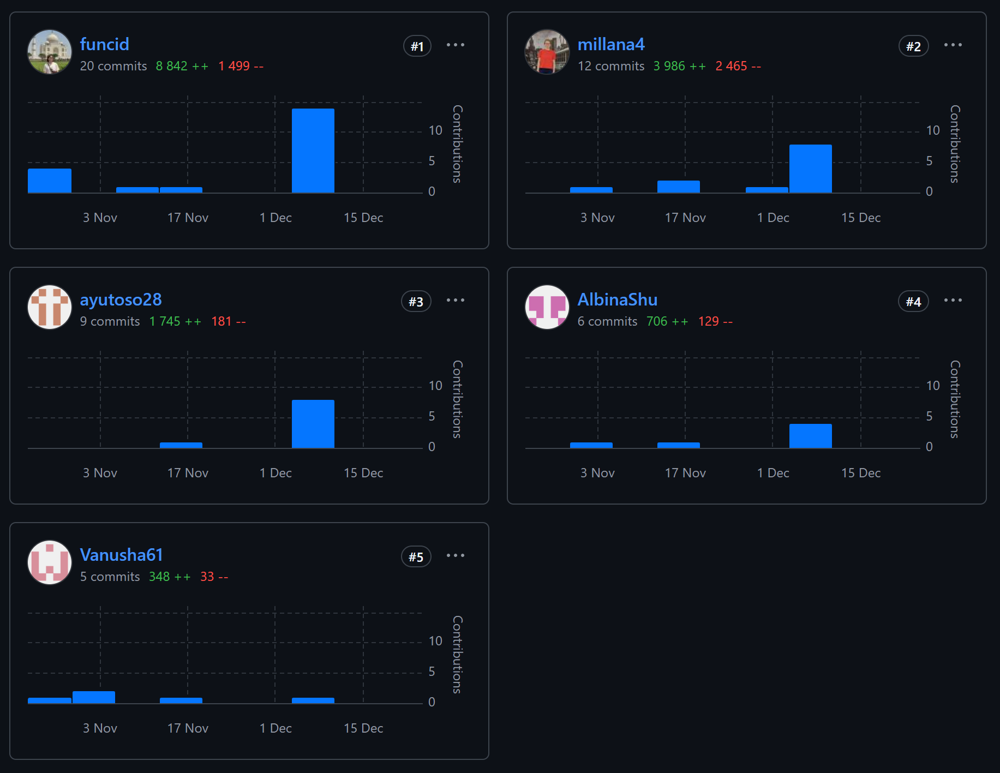 funcid
#1
20 commits 8 842 ++ 1 499 --
Contributions
10
5
0
3 Nov 17 Nov 1 Dec 15 Dec
millana4
#2
12 commits 3 986 ++ 2 465 --
Contributions
10
5
0
3 Nov 17 Nov 1 Dec 15 Dec
ayutoso28
#3
9 commits 1 745 ++ 181 --
Contributions
10
5
0
3 Nov 17 Nov 1 Dec 15 Dec
AlbinaShu
#4
6 commits 706 ++ 129 --
Contributions
10
5
0
3 Nov 17 Nov 1 Dec 15 Dec
Vanusha61
#5
5 commits 348 ++ 33 --
Contributions
10
5
0
3 Nov 17 Nov 1 Dec 15 Dec